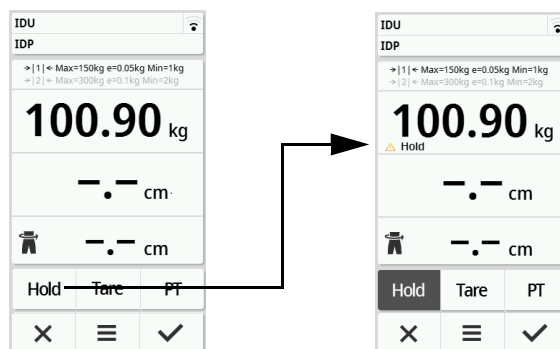 IDU
IDP
→|1|← Max=150kg e=0.05kg Min=1kg
→|2|← Max=300kg e=0.1kg Min=2kg
100.90 kg
--.-- cm
--.-- cm
Hold Tare PT
IDU
IDP
→|1|← Max=150kg e=0.05kg Min=1kg
→|2|← Max=300kg e=0.1kg Min=2kg
100.90 kg
Hold
--.-- cm
--.-- cm
Hold Tare PT